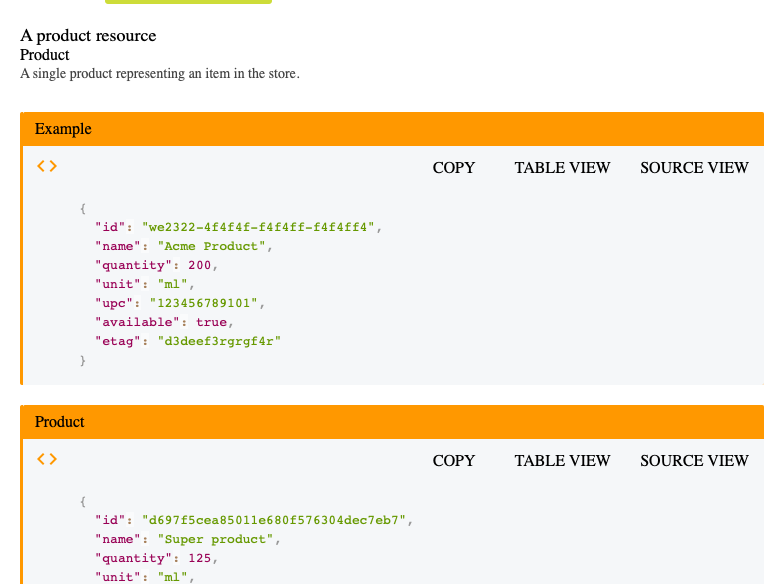 A product resource
Product
A single product representing an item in the store.
Example
COPY TABLE VIEW SOURCE VIEW
{
"id": "we2322-4f4f4f-f4f4ff-f4f4ff4",
"name": "Acme Product",
"quantity": 200,
"unit": "ml",
"upc": "123456789101",
"available": true,
"etag": "d3deef3rgrgf4r"
}
Product
COPY TABLE VIEW SOURCE VIEW
{
"id": "d697f5cea85011e680f576304dec7eb7",
"name": "Super product",
"quantity": 125,
"unit": "ml",